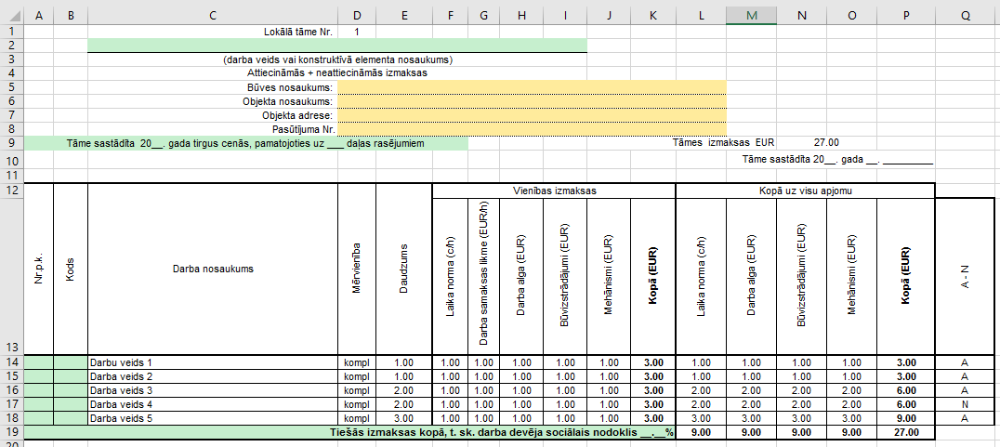 A B C D E F G H I J K L M N O P Q
1 Lokālā tāme Nr. 1
2
3 (darba veids vai konstruktīvā elementa nosaukums)
4 Attiecināmās + neattiecināmās izmaksas
5 Būves nosaukums:
6 Objekta nosaukums:
7 Objekta adrese:
8 Pasūtījuma Nr.
9 Tāme sastādīta 20__. gada tirgus cenās, pamatojoties uz ___ daļas rasējumiem Tāmes izmaksas EUR 27.00
10 Tāme sastādīta 20__. gada __. _________
11
12 Vienības izmaksas Kopā uz visu apjomu
13 Nr.p.k. Kods Darba nosaukums Mērvienība Daudzums Laika norma (c/h) Darba samaksas likme (EUR/h) Darba alga (EUR) Būvizstrādājumi (EUR) Mehānismi (EUR) Kopā (EUR) Laika norma (c/h) Darba alga (EUR) Būvizstrādājumi (EUR) Mehānismi (EUR) Kopā (EUR) A - N
14 Darbu veids 1 kompl 1.00 1.00 1.00 1.00 1.00 1.00 3.00 1.00 1.00 1.00 1.00 3.00 A
15 Darba veids 2 kompl 1.00 1.00 1.00 1.00 1.00 1.00 3.00 1.00 1.00 1.00 1.00 3.00 A
16 Darba veids 3 kompl 2.00 1.00 1.00 1.00 1.00 1.00 3.00 2.00 2.00 2.00 2.00 6.00 A
17 Darba veids 4 kompl 2.00 1.00 1.00 1.00 1.00 1.00 3.00 2.00 2.00 2.00 2.00 6.00 N
18 Darba veids 5 kompl 3.00 1.00 1.00 1.00 1.00 1.00 3.00 3.00 3.00 3.00 3.00 9.00 A
19 Tiešās izmaksas kopā, t. sk. darba devēja sociālais nodoklis __.__% 9.00 9.00 9.00 9.00 27.00
20